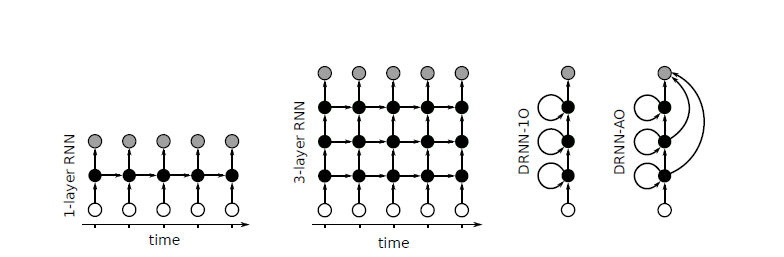 1-layer RNN
time
3-layer RNN
time
DRNN-1O
DRNN-AO